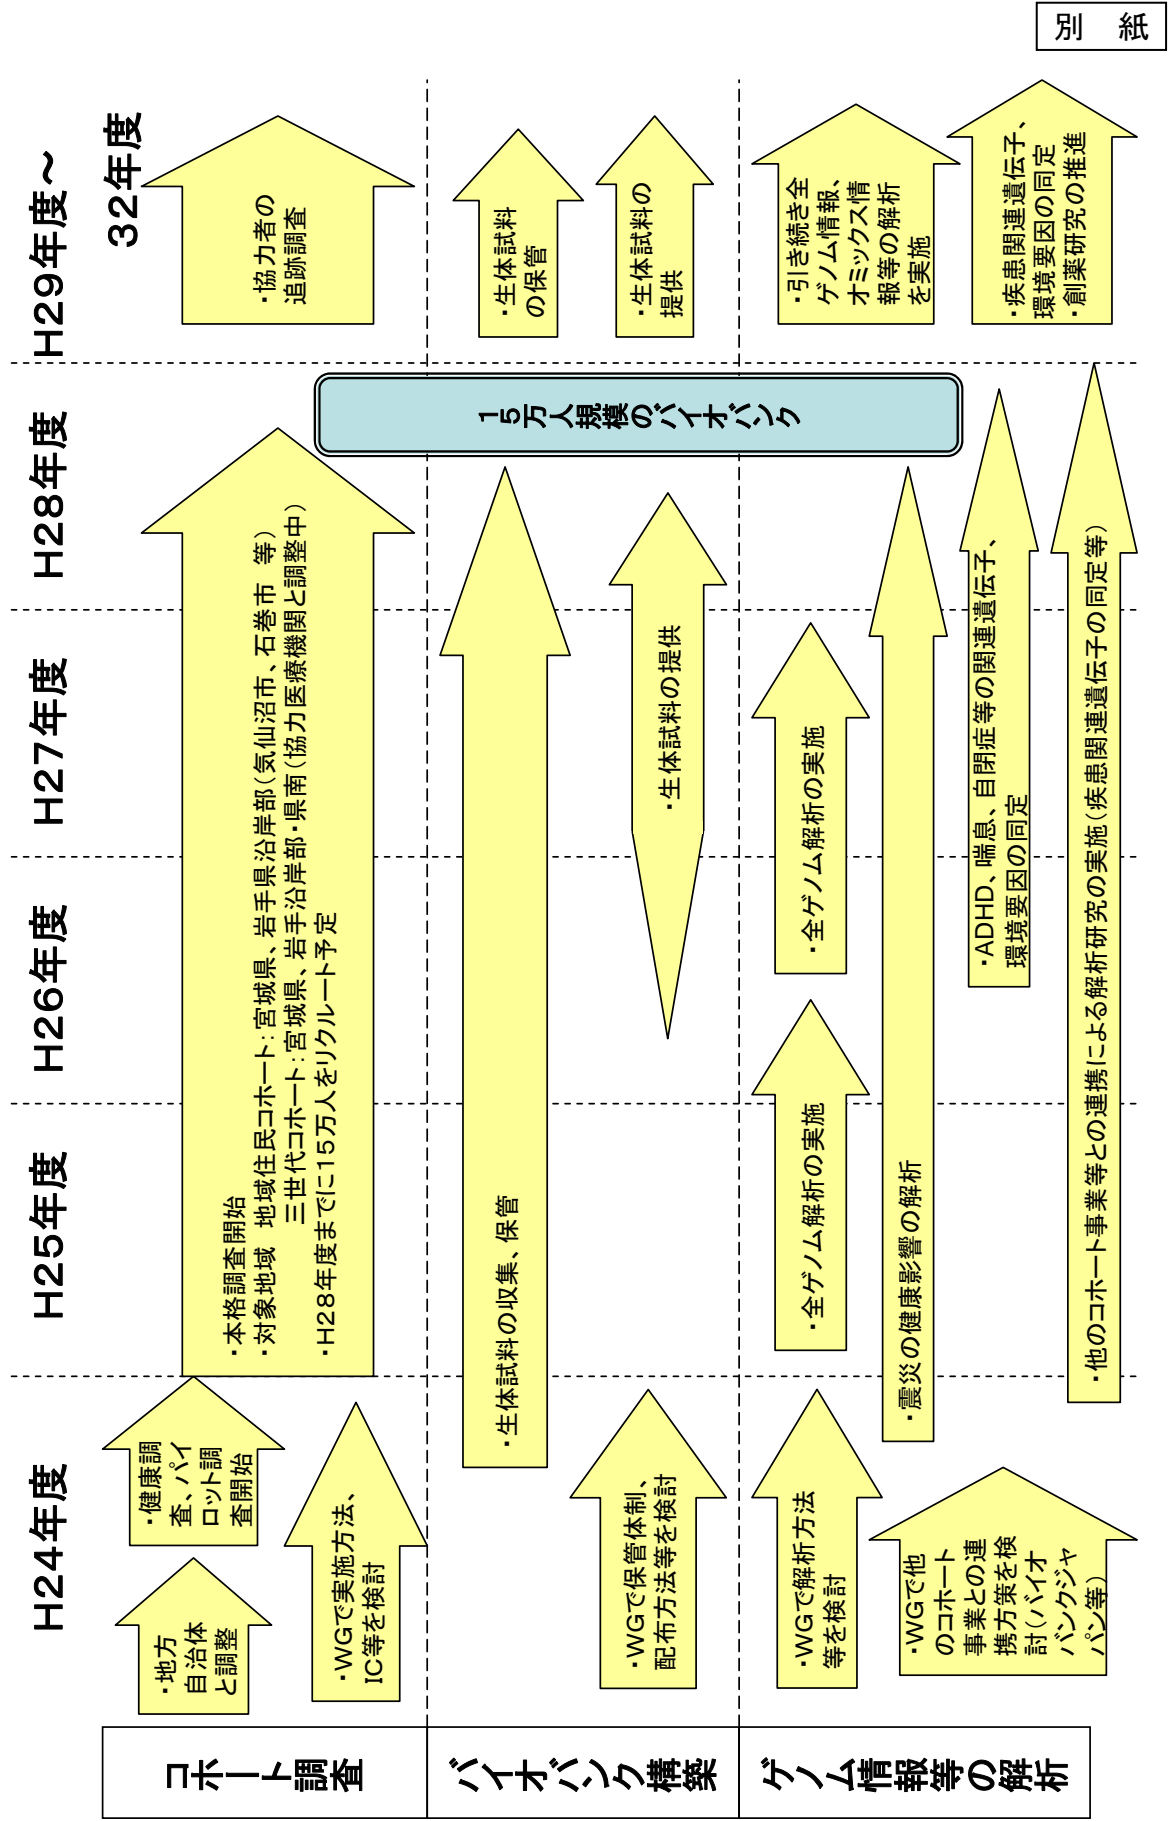 別　紙
H24年度
H25年度
H26年度
H27年度
H28年度
H29年度～
32年度
コホート調査
・地方
自治体
と調整
・健康調
査、パイ
ロット調
査開始
・WGで実施方法、
IC等を検討
・本格調査開始
・対象地域　地域住民コホート：宮城県、岩手県沿岸部（気仙沼市、石巻市　等）
三世代コホート：宮城県、岩手沿岸部・県南（協力医療機関と調整中）
・H28年度までに15万人をリクルート予定
・協力者の
追跡調査
バイオバンク構築
・生体試料の収集、保管
・WGで保管体制、
配布方法等を検討
・生体試料の提供
15万人規模のバイオバンク
・生体試料
の保管
・生体試料の
提供
ゲノム情報等の解析
・WGで解析方法
等を検討
・WGで他
のコホート
事業との連
携方策を検
討（バイオ
バンクジャ
パン等）
・全ゲノム解析の実施
・全ゲノム解析の実施
・震災の健康影響の解析
・ADHD、喘息、自閉症等の関連遺伝子、
環境要因の同定
・他のコホート事業等との連携による解析研究の実施（疾患関連遺伝子の同定等）
・引き続き全
ゲノム情報、
オミックス情
報等の解析
を実施
・疾患関連遺伝子、
環境要因の同定
・創薬研究の推進